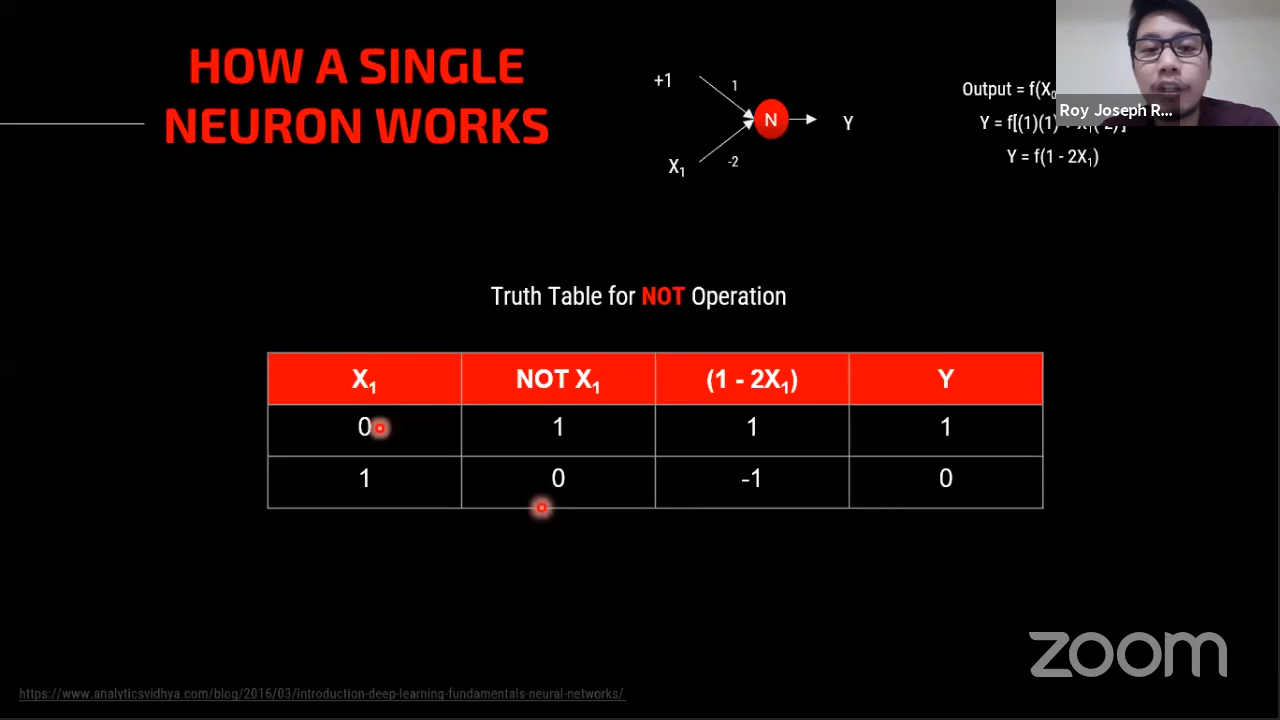 HOW A SINGLE
NEURON WORKS
+1
1
N
Y
X₁
-2
Output = f(X₀
Y = f[(1)(1)
Y = f(1 - 2X₁)
Roy Joseph R...
Truth Table for NOT Operation
X₁ NOT X₁ (1 - 2X₁) Y
0 1 1 1
1 0 -1 0
zoom
https://www.analyticsvidhya.com/blog/2016/03/introduction-deep-learning-fundamentals-neural-networks/